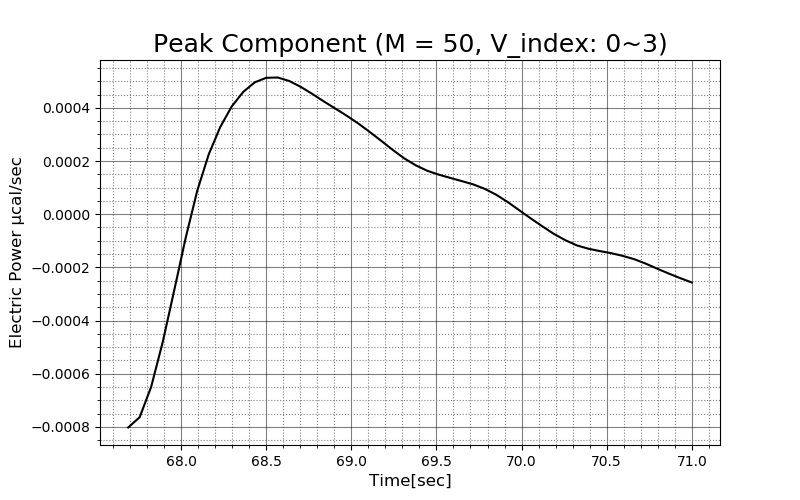 Peak Component (M = 50, V_index: 0~3)
Electric Power μcal/sec
0.0004
0.0002
0.0000
−0.0002
−0.0004
−0.0006
−0.0008
68.0 68.5 69.0 69.5 70.0 70.5 71.0
Time[sec]